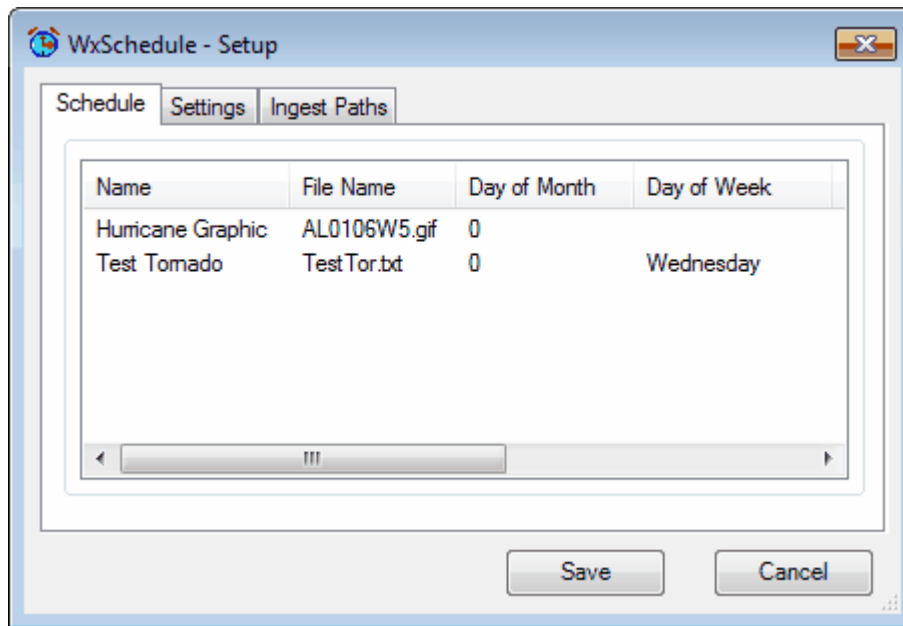 WxSchedule - Setup
Schedule Settings Ingest Paths
Name File Name Day of Month Day of Week
Hurricane Graphic AL0106W5.gif 0
Test Tornado TestTor.txt 0 Wednesday
Save Cancel